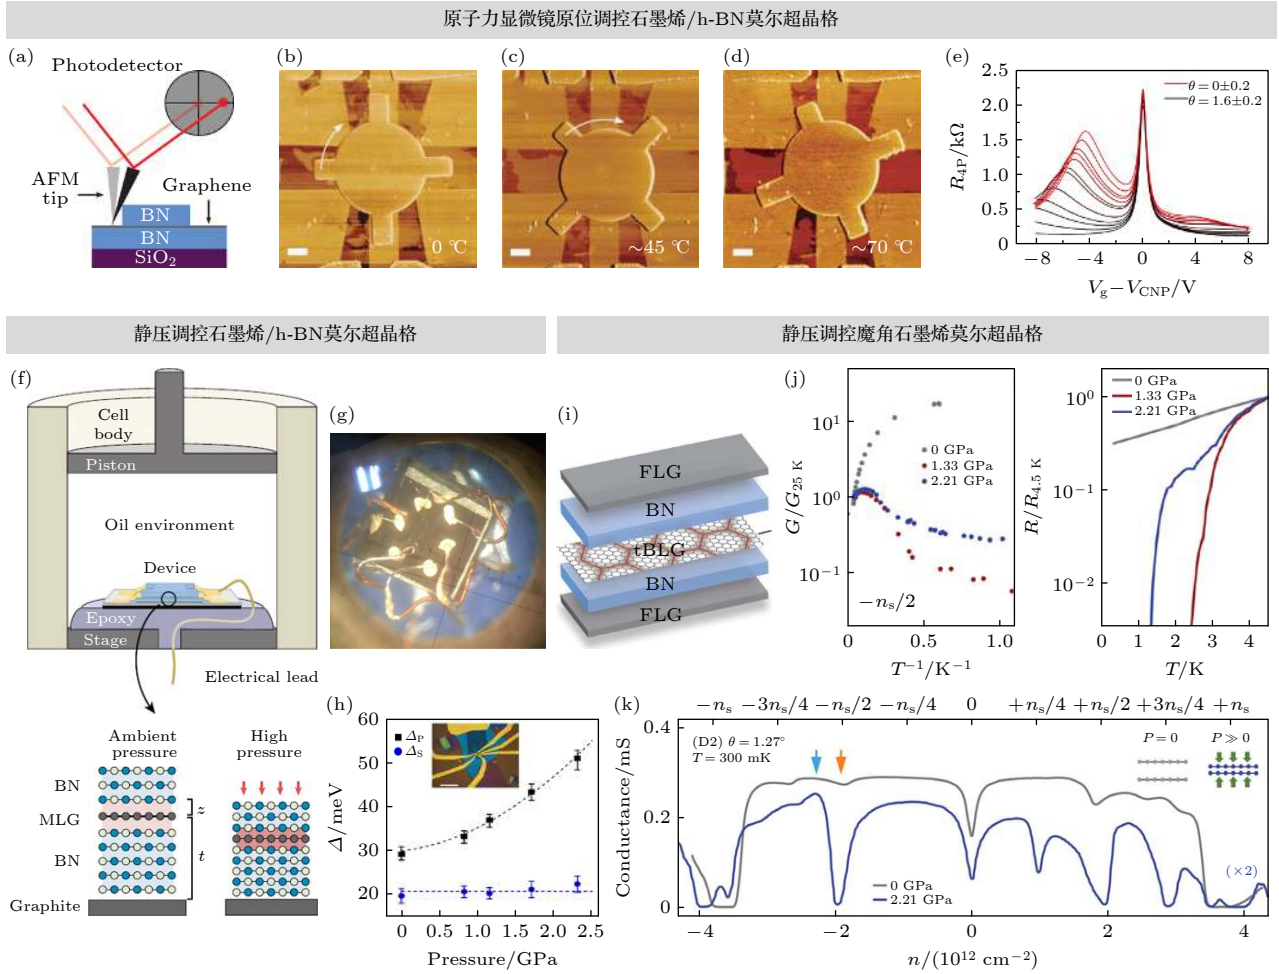 原子力显微镜原位调控石墨烯/h-BN莫尔超晶格
(a)
Photodetector
AFM
tip
Graphene
BN
BN
SiO₂
(b)
0 ℃
(c)
~45 ℃
(d)
~70 ℃
(e)
2.5
2.0
1.5
1.0
0.5
0
R₄P/kΩ
θ=0±0.2
θ=1.6±0.2
−8
−4
0
4
8
Vg−VCNP/V
静压调控石墨烯/h-BN莫尔超晶格
静压调控魔角石墨烯莫尔超晶格
(f)
Cell
body
Piston
Oil environment
Device
Epoxy
Stage
Electrical lead
Ambient
pressure
High
pressure
BN
MLG
BN
Graphite
z
t
(g)
(h)
60
50
40
30
20
Δ/meV
ΔP
ΔS
0
0.5
1.0
1.5
2.0
2.5
Pressure/GPa
(i)
FLG
BN
tBLG
BN
FLG
(j)
10¹
10⁰
10⁻¹
G/G₂₅ K
0 GPa
1.33 GPa
2.21 GPa
−nₛ/2
0
0.5
1.0
T⁻¹/K⁻¹
0 GPa
1.33 GPa
2.21 GPa
10⁰
10⁻¹
10⁻²
R/R₄.₅ K
0
1
2
3
4
T/K
(k)
−nₛ
−3nₛ/4
−nₛ/2
−nₛ/4
0
+nₛ/4
+nₛ/2
+3nₛ/4
+nₛ
0.4
0.2
0
Conductance/mS
(D2) θ=1.27°
T=300 mK
P=0
P≫0
(×2)
0 GPa
2.21 GPa
−4
−2
0
2
4
n/(10¹² cm⁻²)